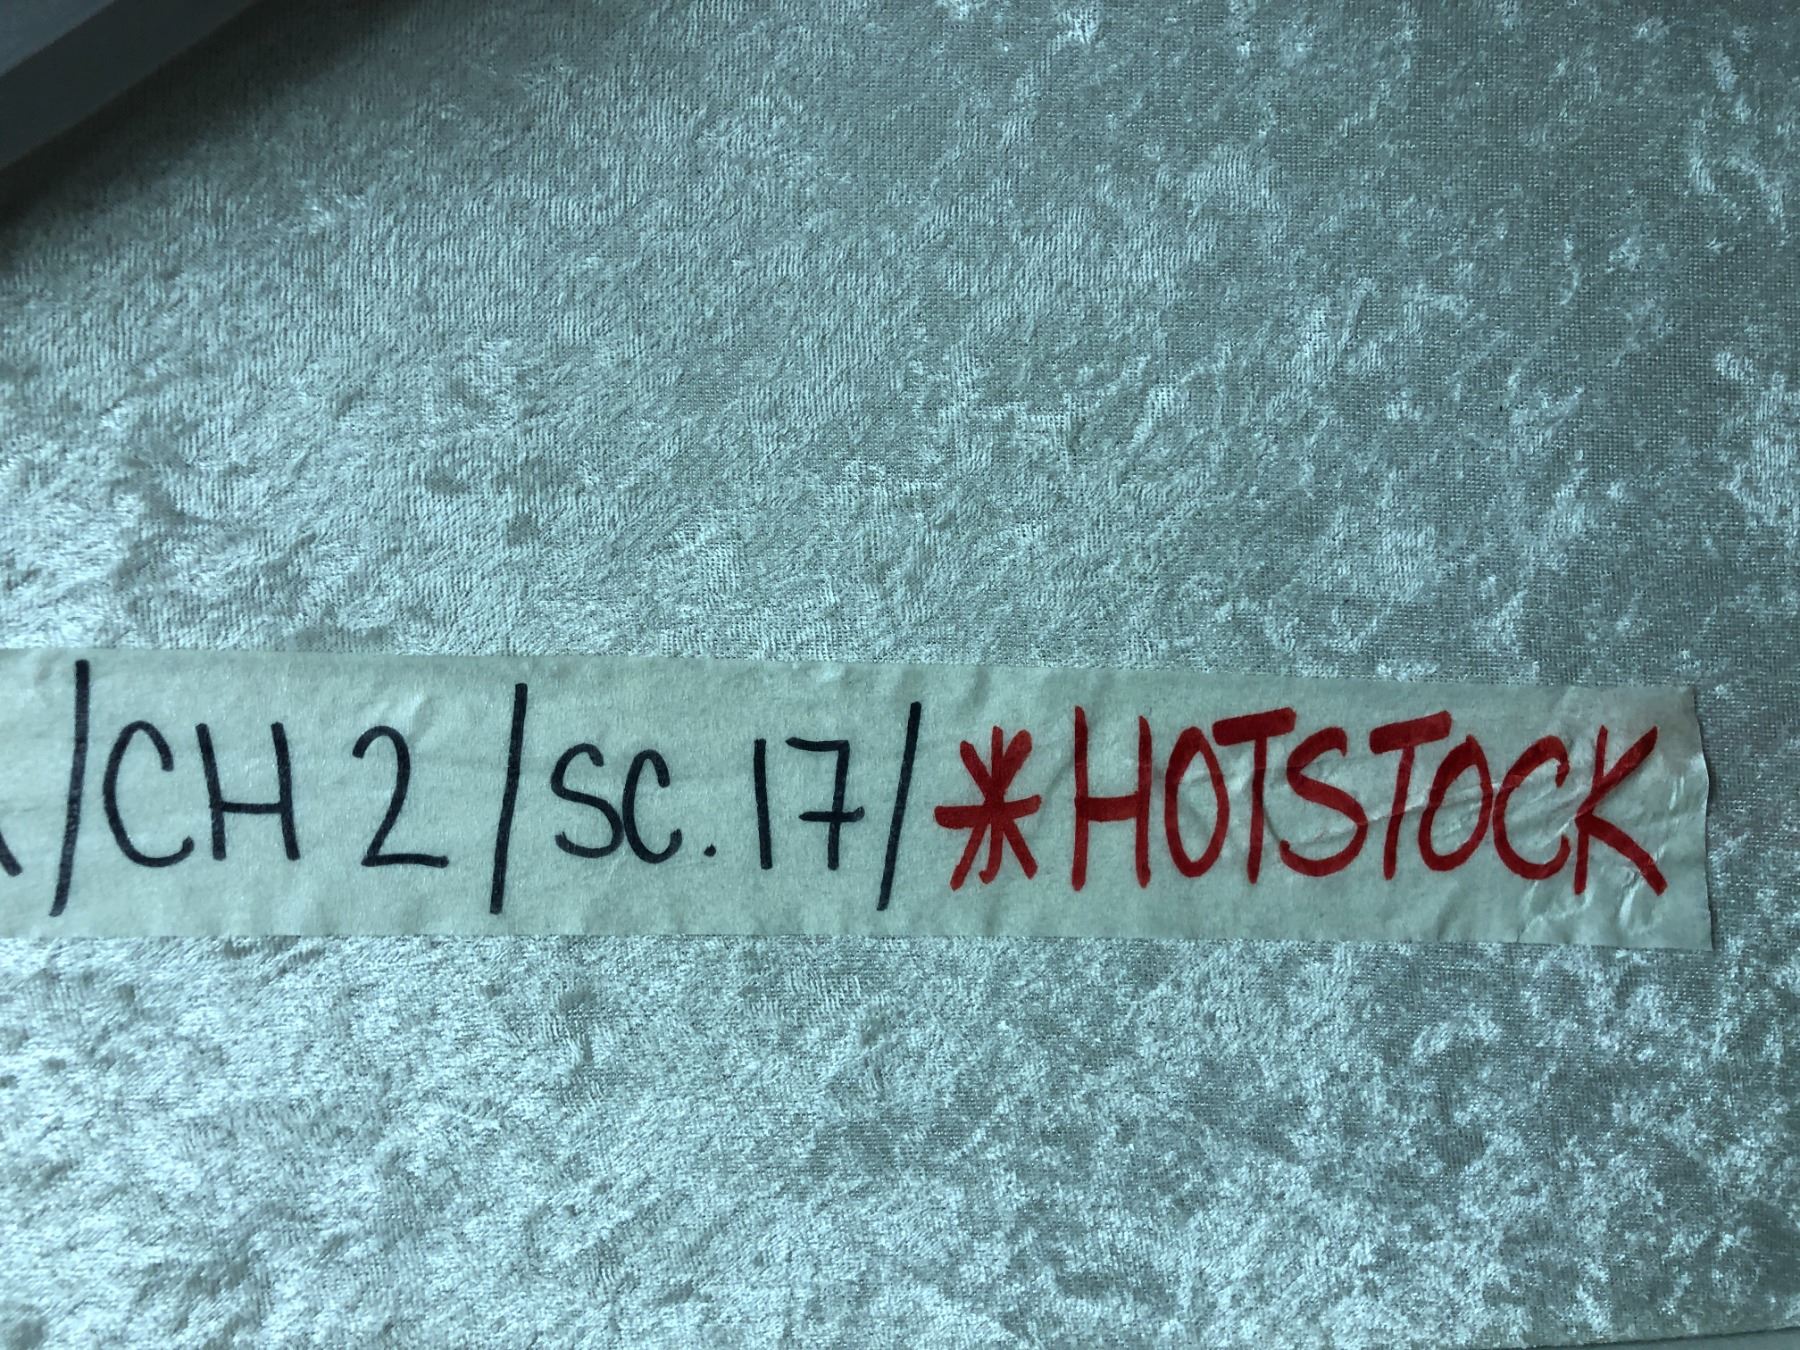 /CH 2/SC. 17/*HOTSTOCK